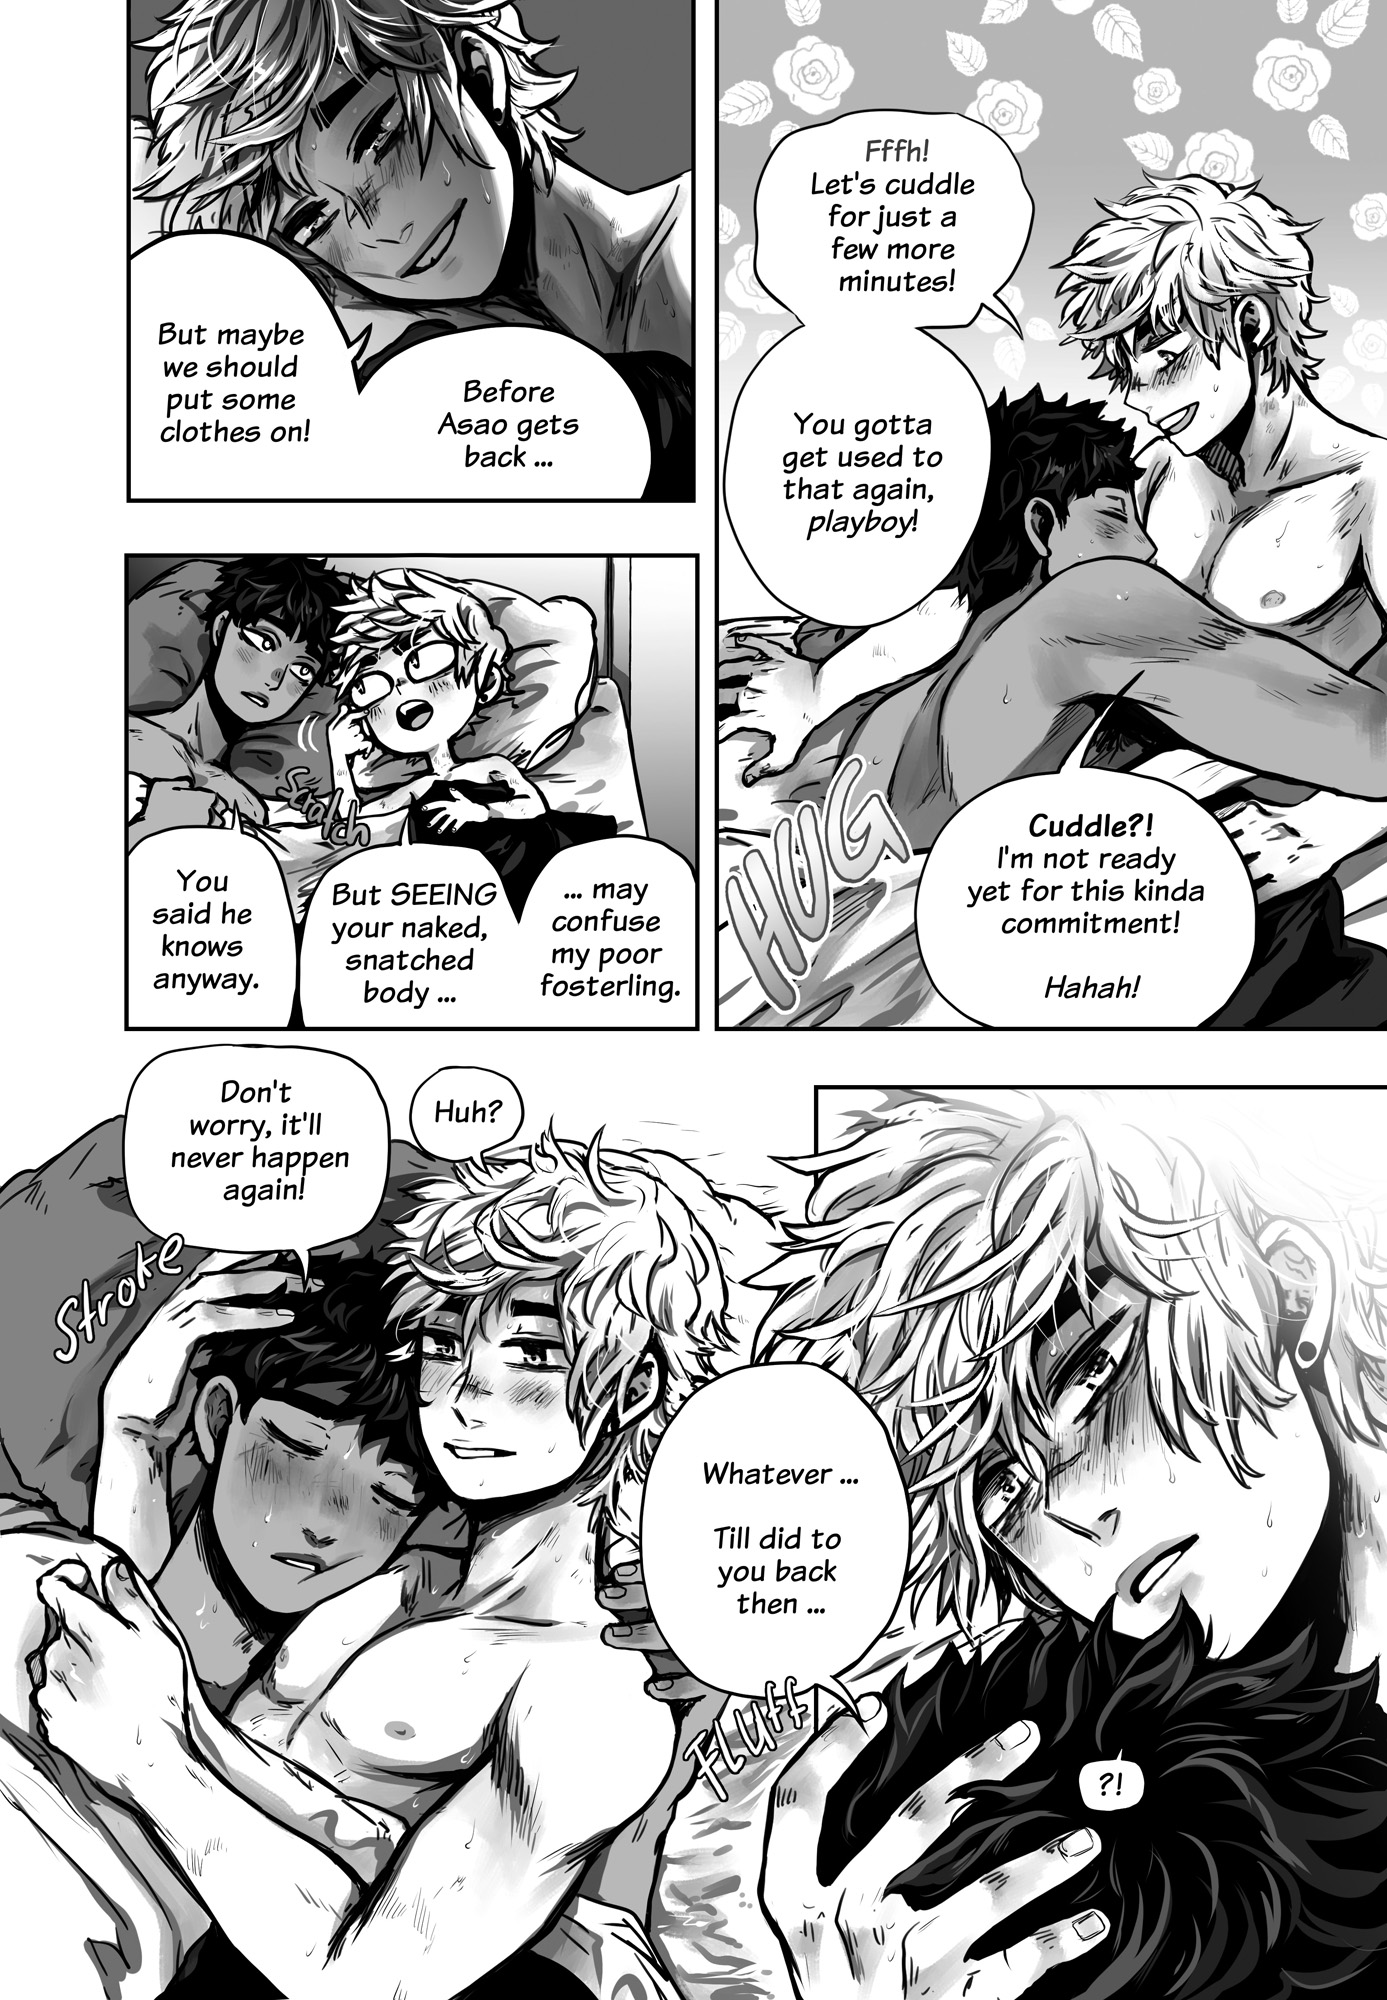 But maybe
we should
put some
clothes on!
Before
Asao gets
back ...
You
said he
knows
anyway.
Scratch
But SEEING
your naked,
snatched
body ...
... may
confuse
my poor
fosterling.
Fffh!
Let's cuddle
for just a
few more
minutes!
You gotta
get used to
that again,
playboy!
HUG
Cuddle?!
I'm not ready
yet for this kinda
commitment!
Hahah!
Don't
worry, it'll
never happen
again!
Huh?
Stroke
Whatever ...
Till did to
you back
then ...
Fluff
?!